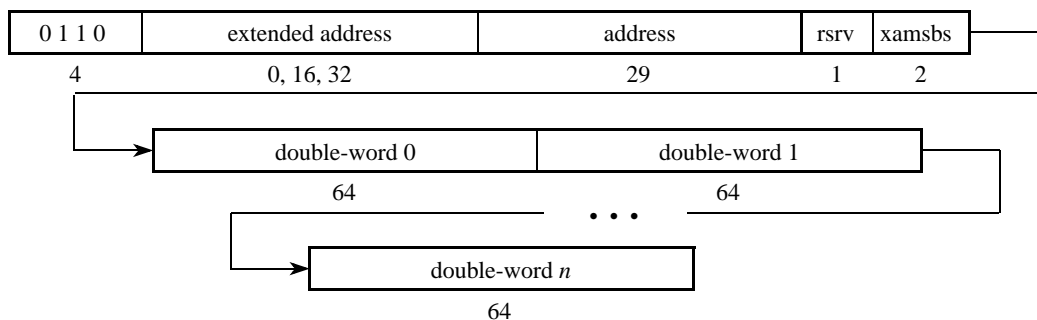 0 1 1 0 extended address address rsrv xamsbs
4 0, 16, 32 29 1 2
double-word 0 double-word 1
64 64
• • •
double-word n
64